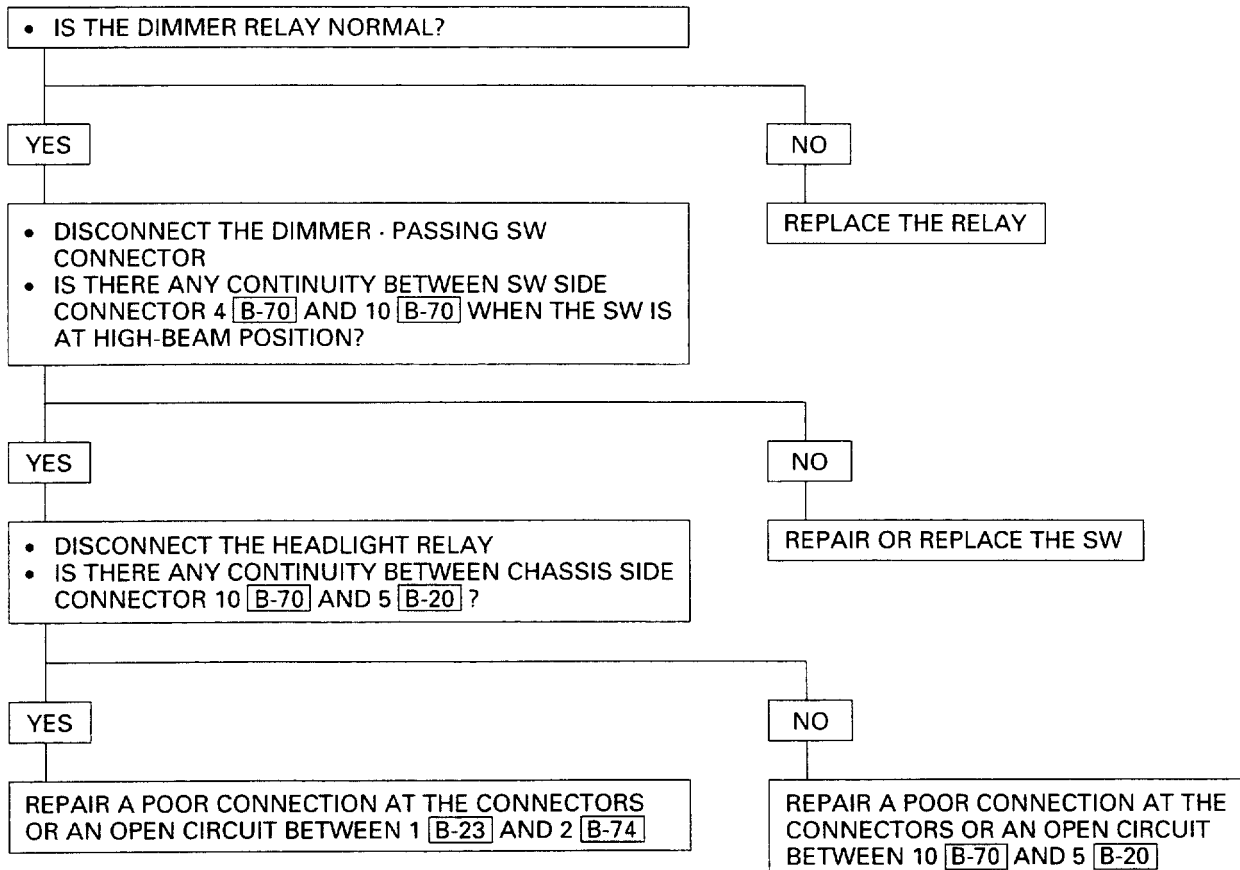 • IS THE DIMMER RELAY NORMAL?
YES
NO
• DISCONNECT THE DIMMER · PASSING SW
CONNECTOR
• IS THERE ANY CONTINUITY BETWEEN SW SIDE
CONNECTOR 4 B-70 AND 10 B-70 WHEN THE SW IS
AT HIGH-BEAM POSITION?
REPLACE THE RELAY
YES
NO
• DISCONNECT THE HEADLIGHT RELAY
• IS THERE ANY CONTINUITY BETWEEN CHASSIS SIDE
CONNECTOR 10 B-70 AND 5 B-20 ?
REPAIR OR REPLACE THE SW
YES
NO
REPAIR A POOR CONNECTION AT THE CONNECTORS
OR AN OPEN CIRCUIT BETWEEN 1 B-23 AND 2 B-74
REPAIR A POOR CONNECTION AT THE
CONNECTORS OR AN OPEN CIRCUIT
BETWEEN 10 B-70 AND 5 B-20